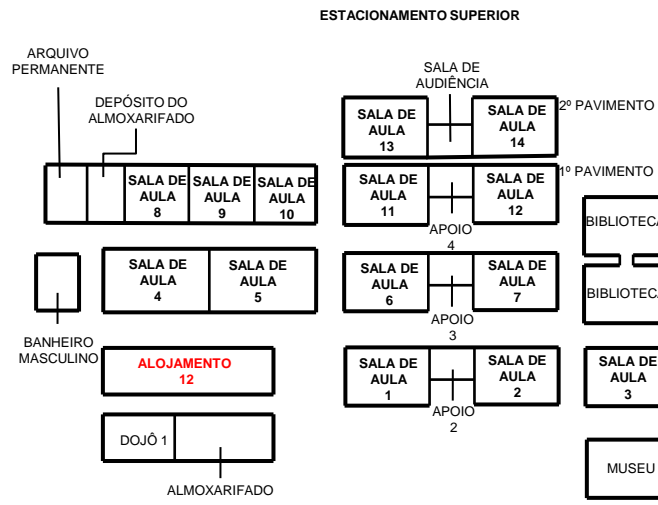 ESTACIONAMENTO SUPERIOR
ARQUIVO
PERMANENTE
DEPÓSITO DO
ALMOXARIFADO
SALA DE
AUDIÊNCIA
SALA DE
AULA
13
SALA DE
AULA
14
2º PAVIMENTO
SALA DE
AULA
8
SALA DE
AULA
9
SALA DE
AULA
10
SALA DE
AULA
11
SALA DE
AULA
12
1º PAVIMENTO
APOIO
4
BIBLIOTECA
SALA DE
AULA
4
SALA DE
AULA
5
SALA DE
AULA
6
SALA DE
AULA
7
BIBLIOTECA
APOIO
3
BANHEIRO
MASCULINO
ALOJAMENTO
12
SALA DE
AULA
1
SALA DE
AULA
2
SALA DE
AULA
3
APOIO
2
DOJÔ 1
ALMOXARIFADO
MUSEU